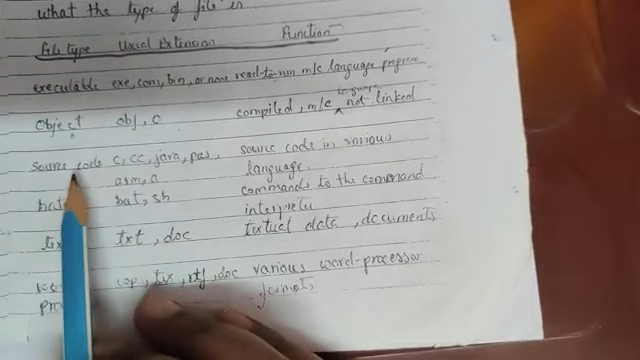 what the type of file is
File type Usual Extension Function
executable exe, com, bin, or none read-to-run m/c language program
Object obj, o compiled, m/c language not linked
Source code c, cc, java, pas, source code in various
asm, a language
bat bat, sh commands to the command
interpreter
txt, doc textual data, documents
wp, tex, rtf, doc various word-processor
formats